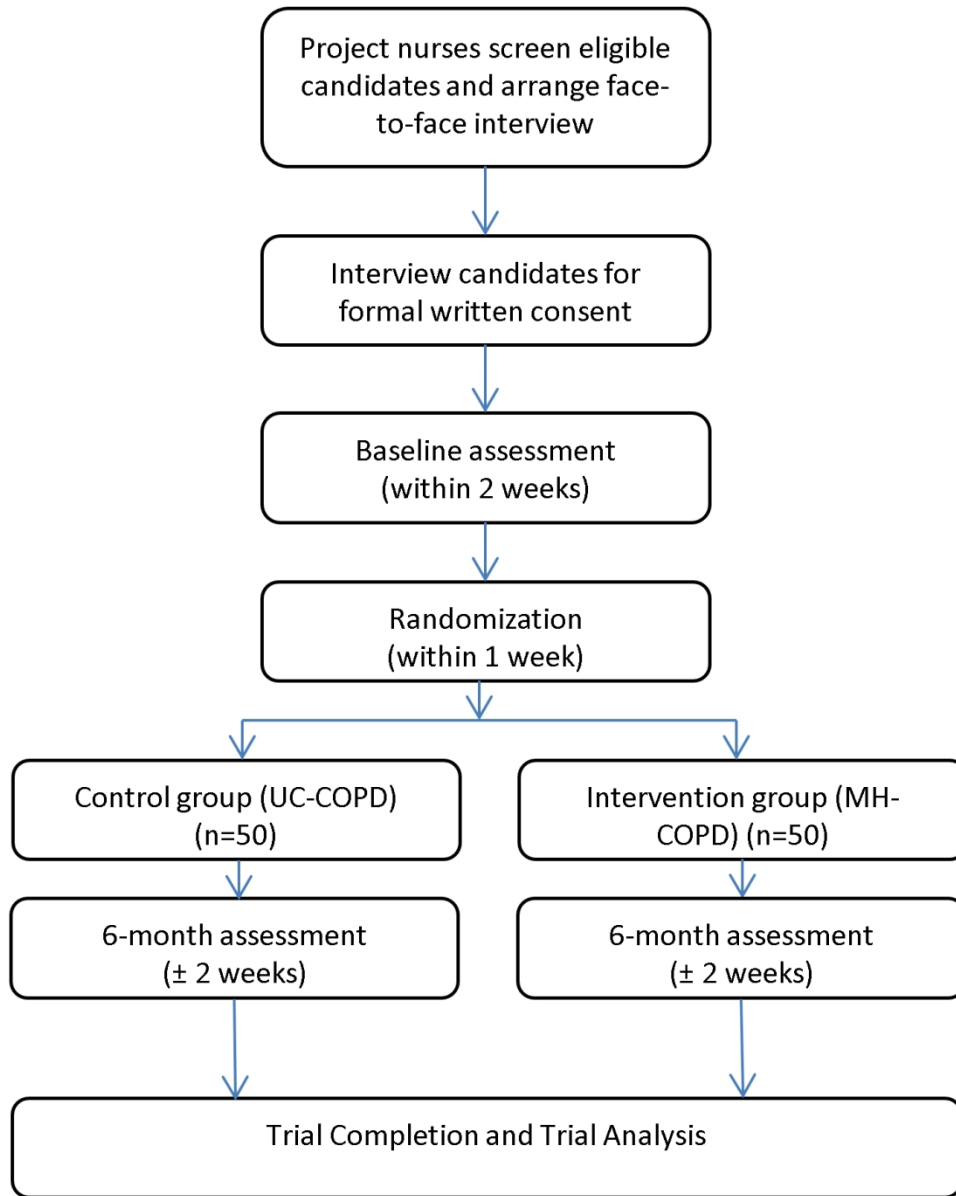 Project nurses screen eligible
candidates and arrange face-
to-face interview
Interview candidates for
formal written consent
Baseline assessment
(within 2 weeks)
Randomization
(within 1 week)
Control group (UC-COPD)
(n=50)
Intervention group (MH-
COPD) (n=50)
6-month assessment
(± 2 weeks)
6-month assessment
(± 2 weeks)
Trial Completion and Trial Analysis